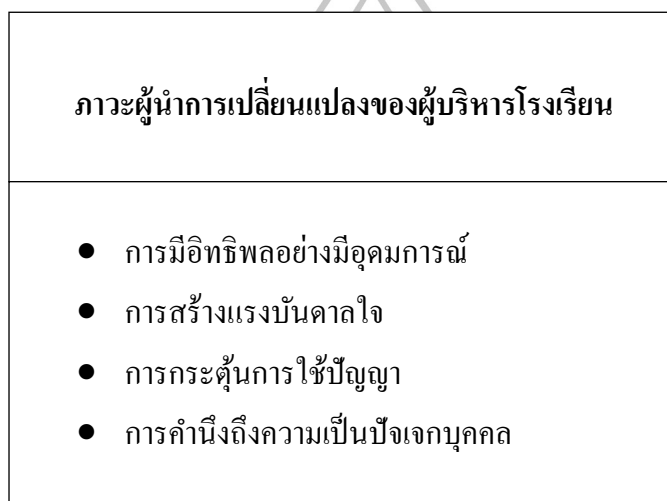 ภาวะผู้นำการเปลี่ยนแปลงของผู้บริหารโรงเรียน
● การมีอิทธิพลอย่างมีอุดมการณ์
● การสร้างแรงบันดาลใจ
● การกระตุ้นการใช้ปัญญา
● การคำนึงถึงความเป็นปัจเจกบุคคล